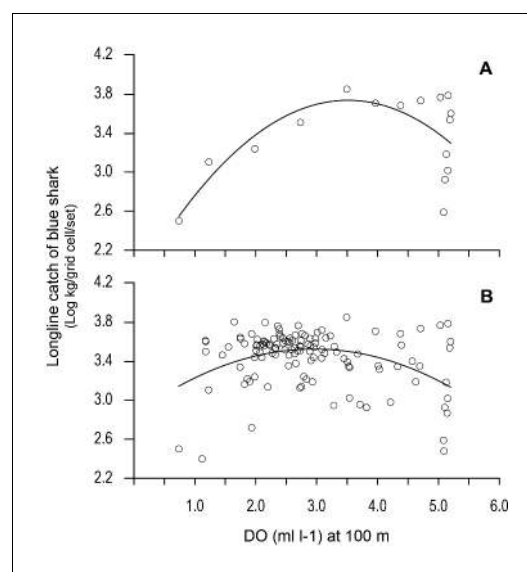 4.2
A
3.8
3.4
3.0
2.6
2.2
Longline catch of blue shark
(Log kg/grid cell/set)
4.2
B
3.8
3.4
3.0
2.6
2.2
1.0 2.0 3.0 4.0 5.0 6.0
DO (ml l-1) at 100 m